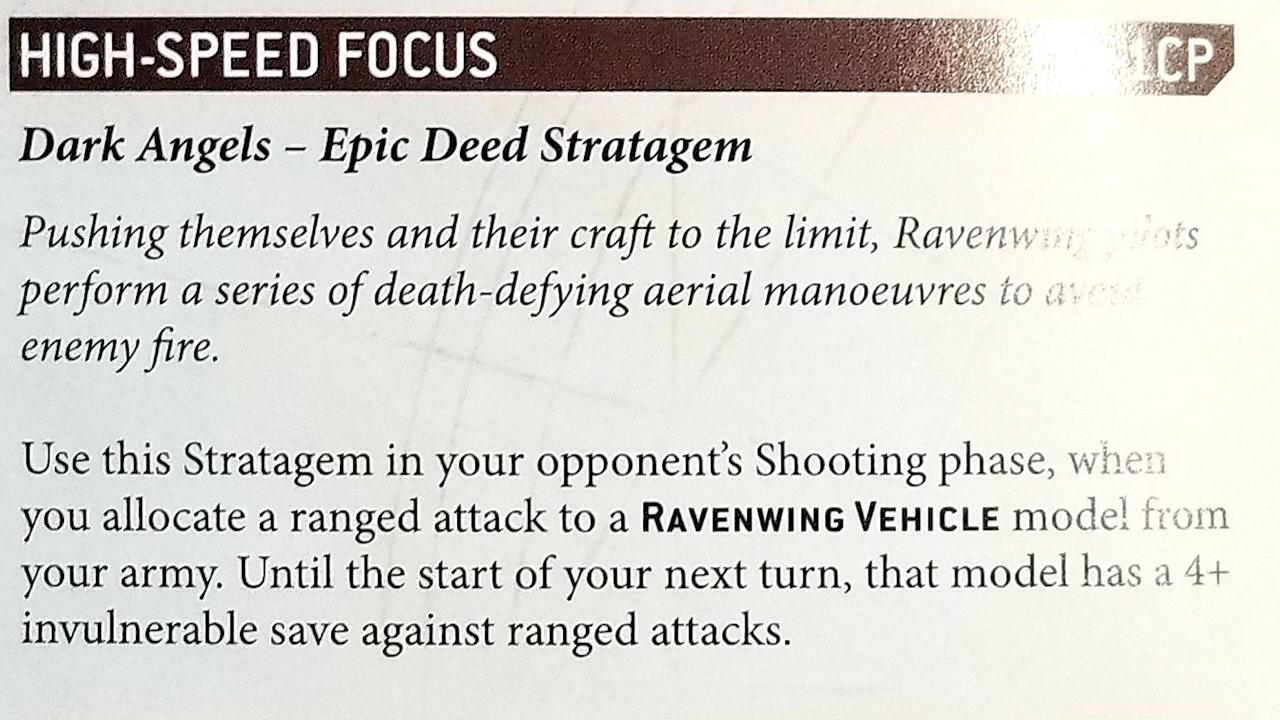 HIGH-SPEED FOCUS 1CP
Dark Angels – Epic Deed Stratagem
Pushing themselves and their craft to the limit, Ravenwing pilots
perform a series of death-defying aerial manoeuvres to avoid
enemy fire.
Use this Stratagem in your opponent's Shooting phase, when
you allocate a ranged attack to a RAVENWING VEHICLE model from
your army. Until the start of your next turn, that model has a 4+
invulnerable save against ranged attacks.